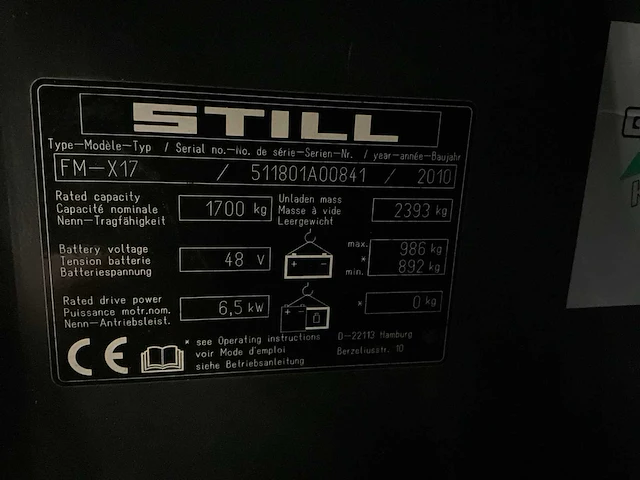 STILL
Type-Modèle-Typ / Serial no.-No. de série-Serien-Nr. / year-année-Baujahr
FM-X17 / 511801A00841 / 2010
Rated capacity
Capacité nominale
Nenn-Tragfähigkeit
1700 kg
Unladen mass
Masse à vide
Leergewicht
2393 kg
Battery voltage
Tension batterie
Batteriespannung
48 V
+ -
max. 986 kg
*
min. 892 kg
Rated drive power
Puissance motr.nom.
Nenn-Antriebsleist.
6,5 kW
* 0 kg
CE
* see Operating instructions
voir Mode d'emploi
siehe Betriebsanleitung
D-22113 Hamburg
Berzeliusstr. 10